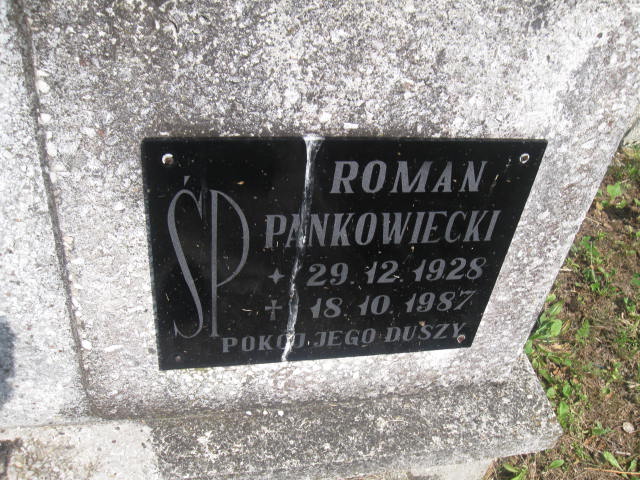 ŚP
ROMAN
PANKOWIECKI
29.12.1928
† 18.10.1987
POKÓJ JEGO DUSZY